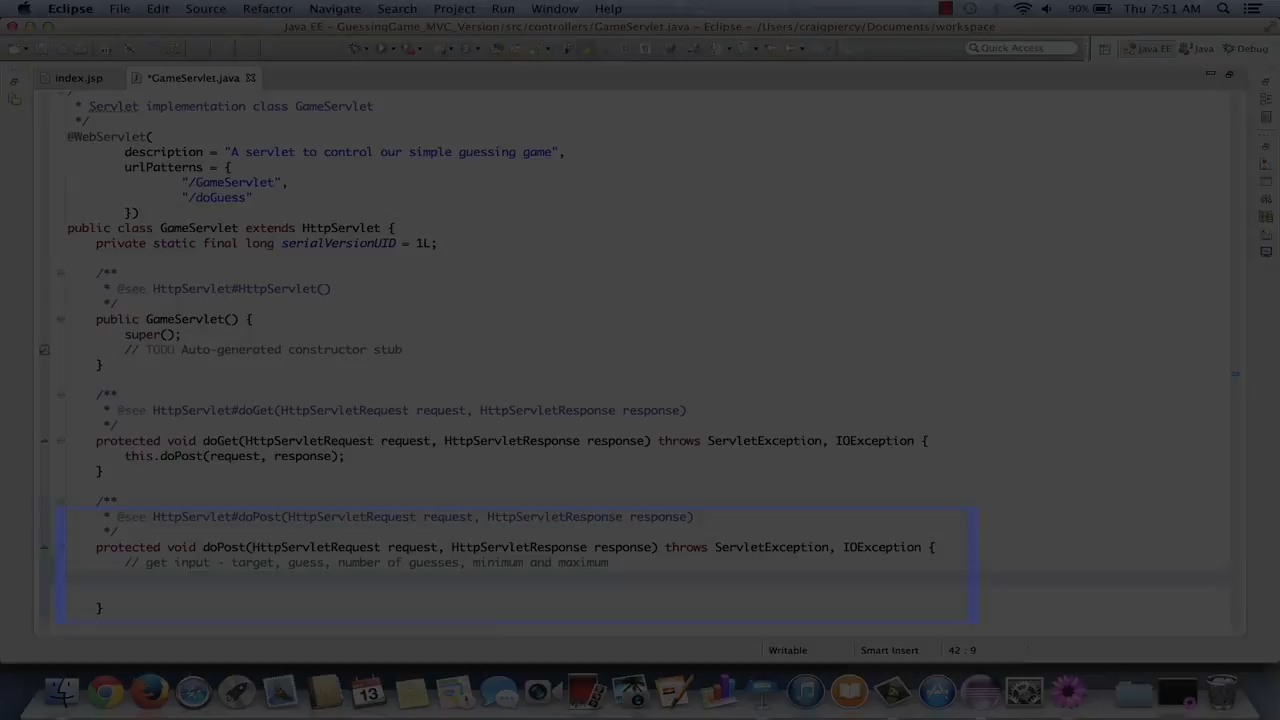 Eclipse File Edit Source Refactor Navigate Search Project Run Window Help 90% Thu 7:51 AM
Java EE - GuessingGame_MVC_Version/src/controllers/GameServlet.java - Eclipse - /Users/craigpiercy/Documents/workspace
Quick Access Java EE Java Debug
index.jsp *GameServlet.java
* Servlet implementation class GameServlet
*/
@WebServlet(
description = "A servlet to control our simple guessing game",
urlPatterns = {
"/GameServlet",
"/doGuess"
})
public class GameServlet extends HttpServlet {
private static final long serialVersionUID = 1L;
/**
* @see HttpServlet#HttpServlet()
*/
public GameServlet() {
super();
// TODO Auto-generated constructor stub
}
/**
* @see HttpServlet#doGet(HttpServletRequest request, HttpServletResponse response)
*/
protected void doGet(HttpServletRequest request, HttpServletResponse response) throws ServletException, IOException {
this.doPost(request, response);
}
/**
* @see HttpServlet#doPost(HttpServletRequest request, HttpServletResponse response)
*/
protected void doPost(HttpServletRequest request, HttpServletResponse response) throws ServletException, IOException {
// get input - target, guess, number of guesses, minimum and maximum
}
Writable Smart Insert 42 : 9
13